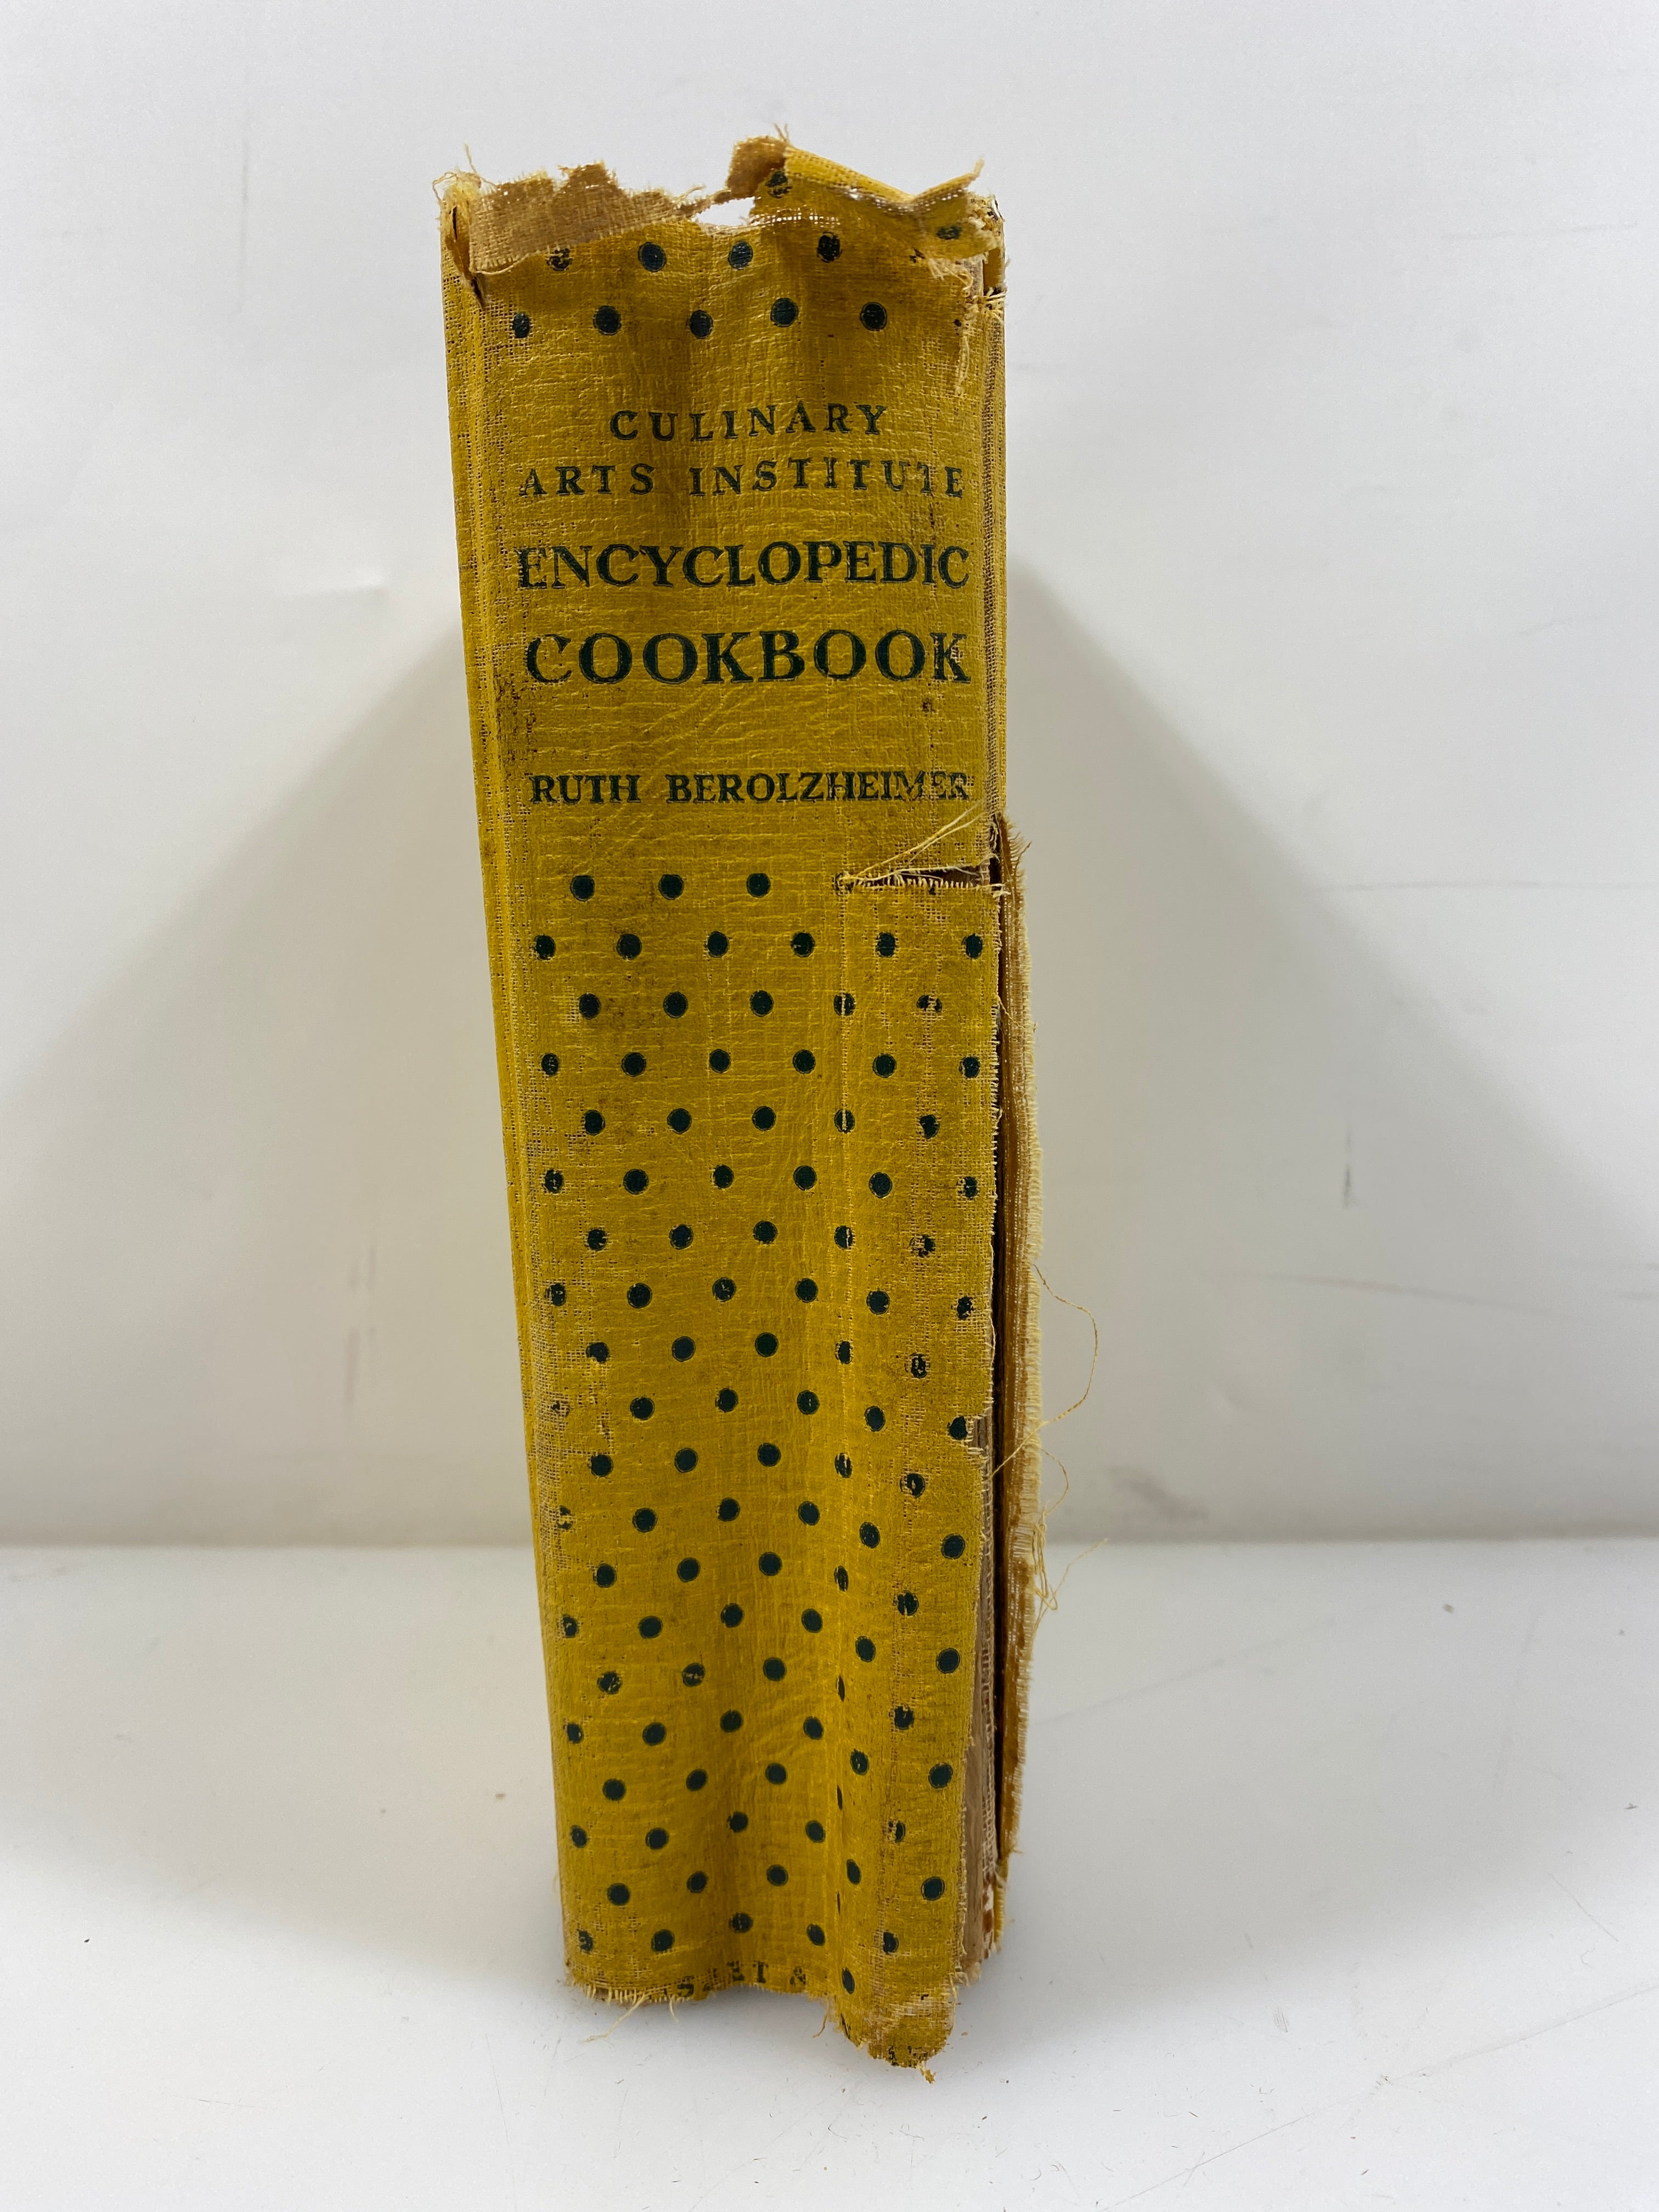 CULINARY
ARTS INSTITUTE
ENCYCLOPEDIC
COOKBOOK
RUTH BEROLZHEIMER
&